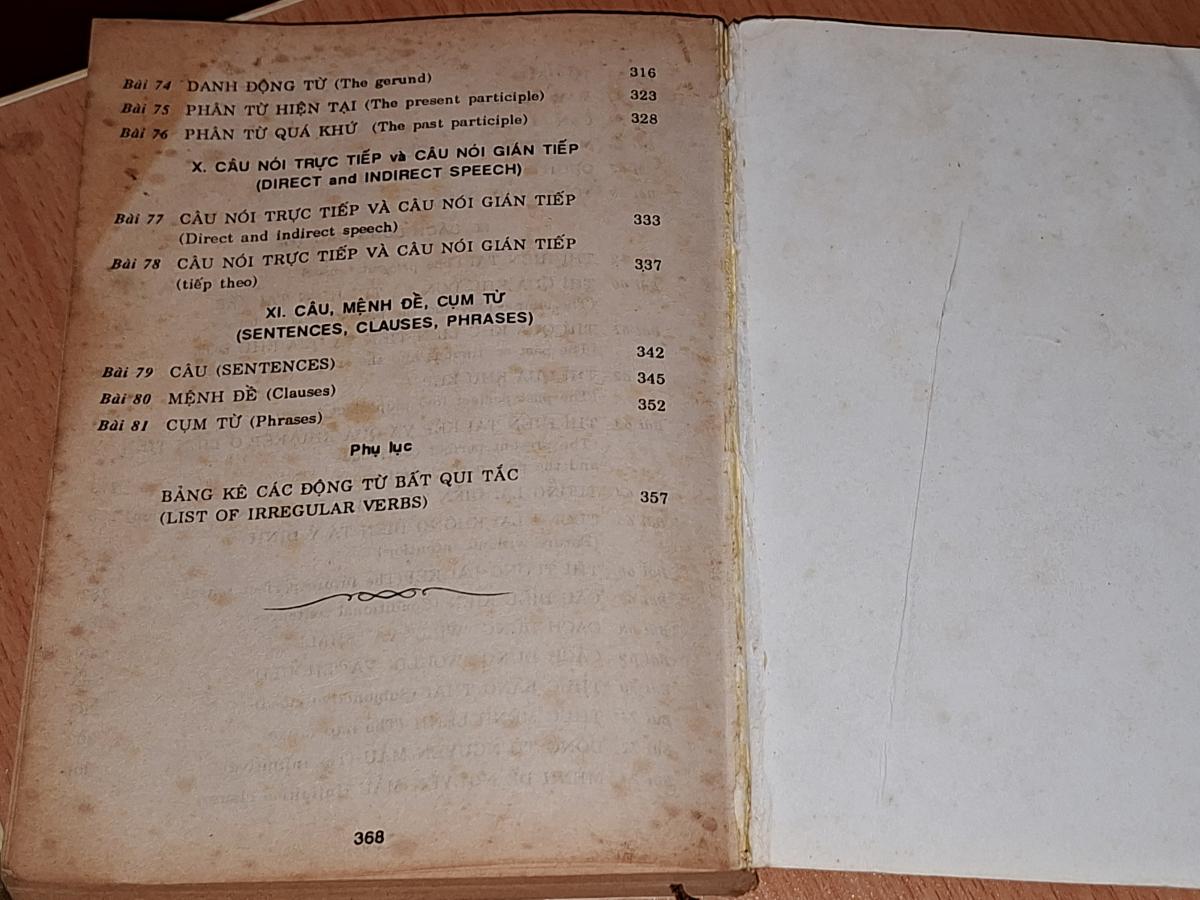 Bài 74 DANH ĐỘNG TỪ (The gerund) 316
Bài 75 PHÂN TỪ HIỆN TẠI (The present participle) 323
Bài 76 PHÂN TỪ QUÁ KHỨ (The past participle) 328
X. CÂU NÓI TRỰC TIẾP và CÂU NÓI GIÁN TIẾP
(DIRECT and INDIRECT SPEECH)
Bài 77 CÂU NÓI TRỰC TIẾP VÀ CÂU NÓI GIÁN TIẾP
(Direct and indirect speech) 333
Bài 78 CÂU NÓI TRỰC TIẾP VÀ CÂU NÓI GIÁN TIẾP
(tiếp theo) 337
XI. CÂU, MỆNH ĐỀ, CỤM TỪ
(SENTENCES, CLAUSES, PHRASES)
Bài 79 CÂU (SENTENCES) 342
Bài 80 MỆNH ĐỀ (Clauses) 345
Bài 81 CỤM TỪ (Phrases) 352
Phụ lục
BẢNG KÊ CÁC ĐỘNG TỪ BẤT QUI TẮC
(LIST OF IRREGULAR VERBS) 357
368